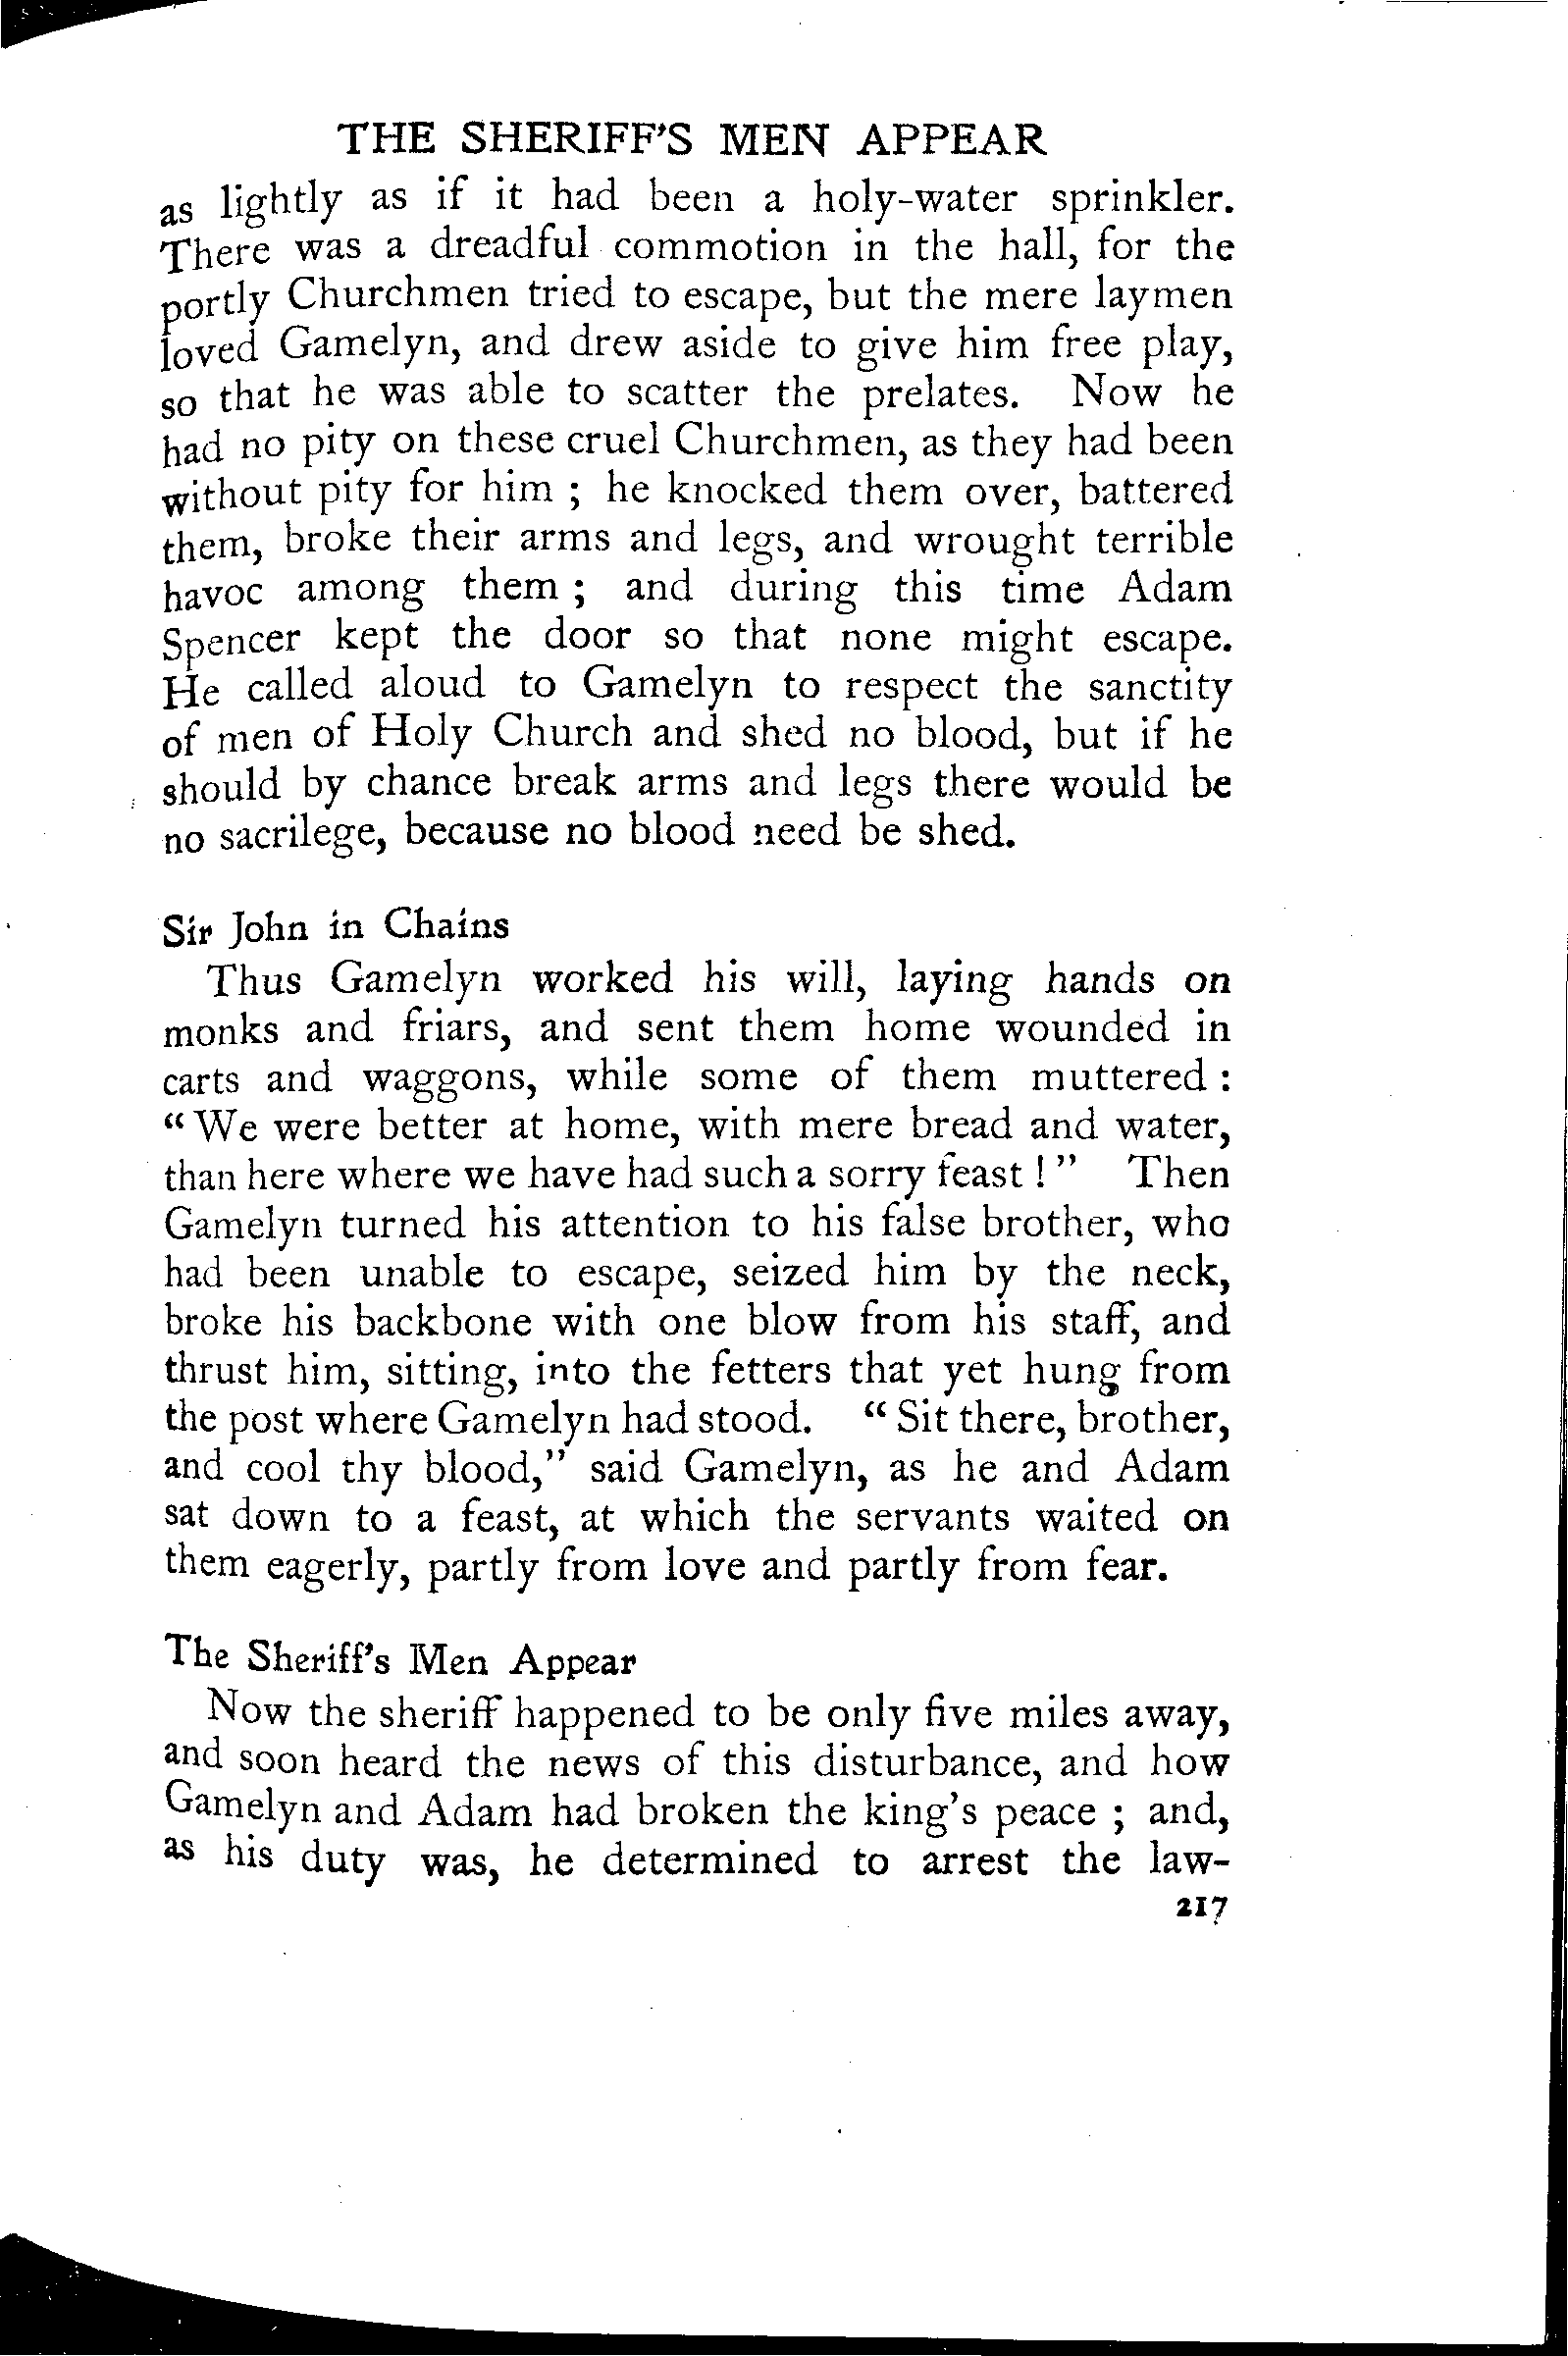 THE SHERIFF'S MEN APPEAR
as lightly as if it had been a holy-water sprinkler.
There was a dreadful commotion in the hall, for the
portly Churchmen tried to escape, but the mere laymen
loved Gamelyn, and drew aside to give him free play,
so that he was able to scatter the prelates. Now he
had no pity on these cruel Churchmen, as they had been
without pity for him ; he knocked them over, battered
them, broke their arms and legs, and wrought terrible
havoc among them ; and during this time Adam
Spencer kept the door so that none might escape.
He called aloud to Gamelyn to respect the sanctity
of men of Holy Church and shed no blood, but if he
should by chance break arms and legs there would be
no sacrilege, because no blood need be shed.
Sir John in Chains
Thus Gamelyn worked his will, laying hands on
monks and friars, and sent them home wounded in
carts and waggons, while some of them muttered :
“ We were better at home, with mere bread and water,
than here where we have had such a sorry feast ! ” Then
Gamelyn turned his attention to his false brother, who
had been unable to escape, seized him by the neck,
broke his backbone with one blow from his staff, and
thrust him, sitting, into the fetters that yet hung from
the post where Gamelyn had stood. “ Sit there, brother,
and cool thy blood,” said Gamelyn, as he and Adam
sat down to a feast, at which the servants waited on
them eagerly, partly from love and partly from fear.
The Sheriff's Men Appear
Now the sheriff happened to be only five miles away,
and soon heard the news of this disturbance, and how
Gamelyn and Adam had broken the king's peace ; and,
as his duty was, he determined to arrest the law-
217